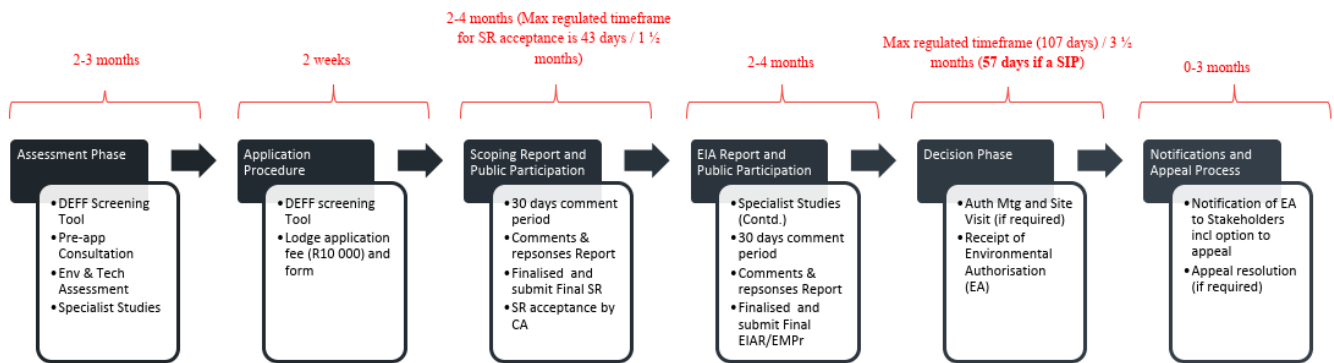 2-3 months
2 weeks
2-4 months (Max regulated timeframe
for SR acceptance is 43 days / 1 ½
months)
2-4 months
Max regulated timeframe (107 days) / 3 ½
months (57 days if a SIP)
0-3 months
Assessment Phase
•DEFF Screening
Tool
•Pre-app
Consultation
•Env & Tech
Assessment
•Specialist Studies
Application
Procedure
•DEFF screening
Tool
•Lodge application
fee (R10 000) and
form
Scoping Report and
Public Participation
•30 days comment
period
•Comments &
repsonses Report
•Finalised and
submit Final SR
•SR acceptance by
CA
EIA Report and
Public Participation
•Specialist Studies
(Contd.)
•30 days comment
period
•Comments &
repsonses Report
•Finalised and
submit Final
EIAR/EMPr
Decision Phase
•Auth Mtg and Site
Visit (if required)
•Receipt of
Environmental
Authorisation
(EA)
Notifications and
Appeal Process
•Notification of EA
to Stakeholders
incl option to
appeal
•Appeal resolution
(if required)